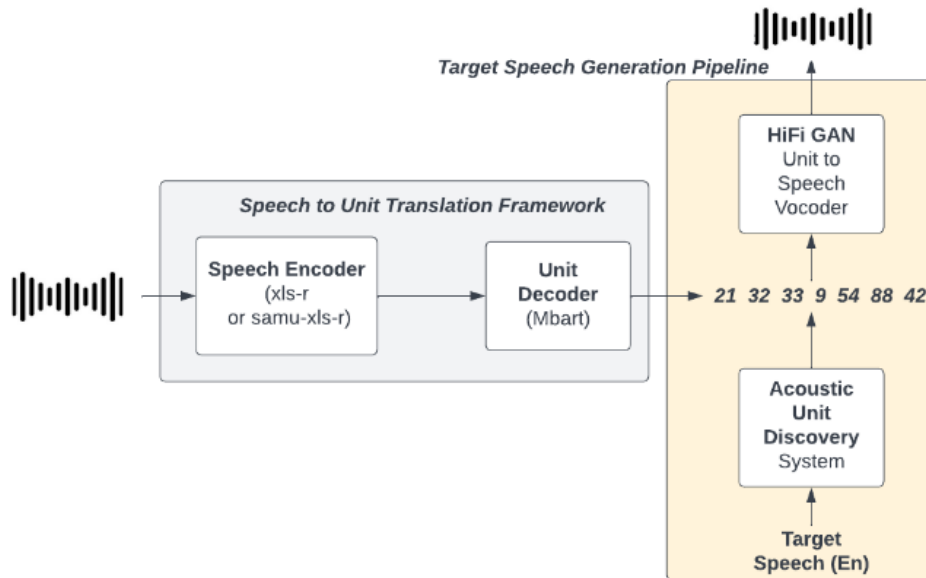 Target Speech Generation Pipeline
HiFi GAN
Unit to
Speech
Vocoder
Speech to Unit Translation Framework
Speech Encoder
(xls-r
or samu-xls-r)
Unit
Decoder
(Mbart)
21 32 33 9 54 88 42
Acoustic
Unit
Discovery
System
Target
Speech (En)